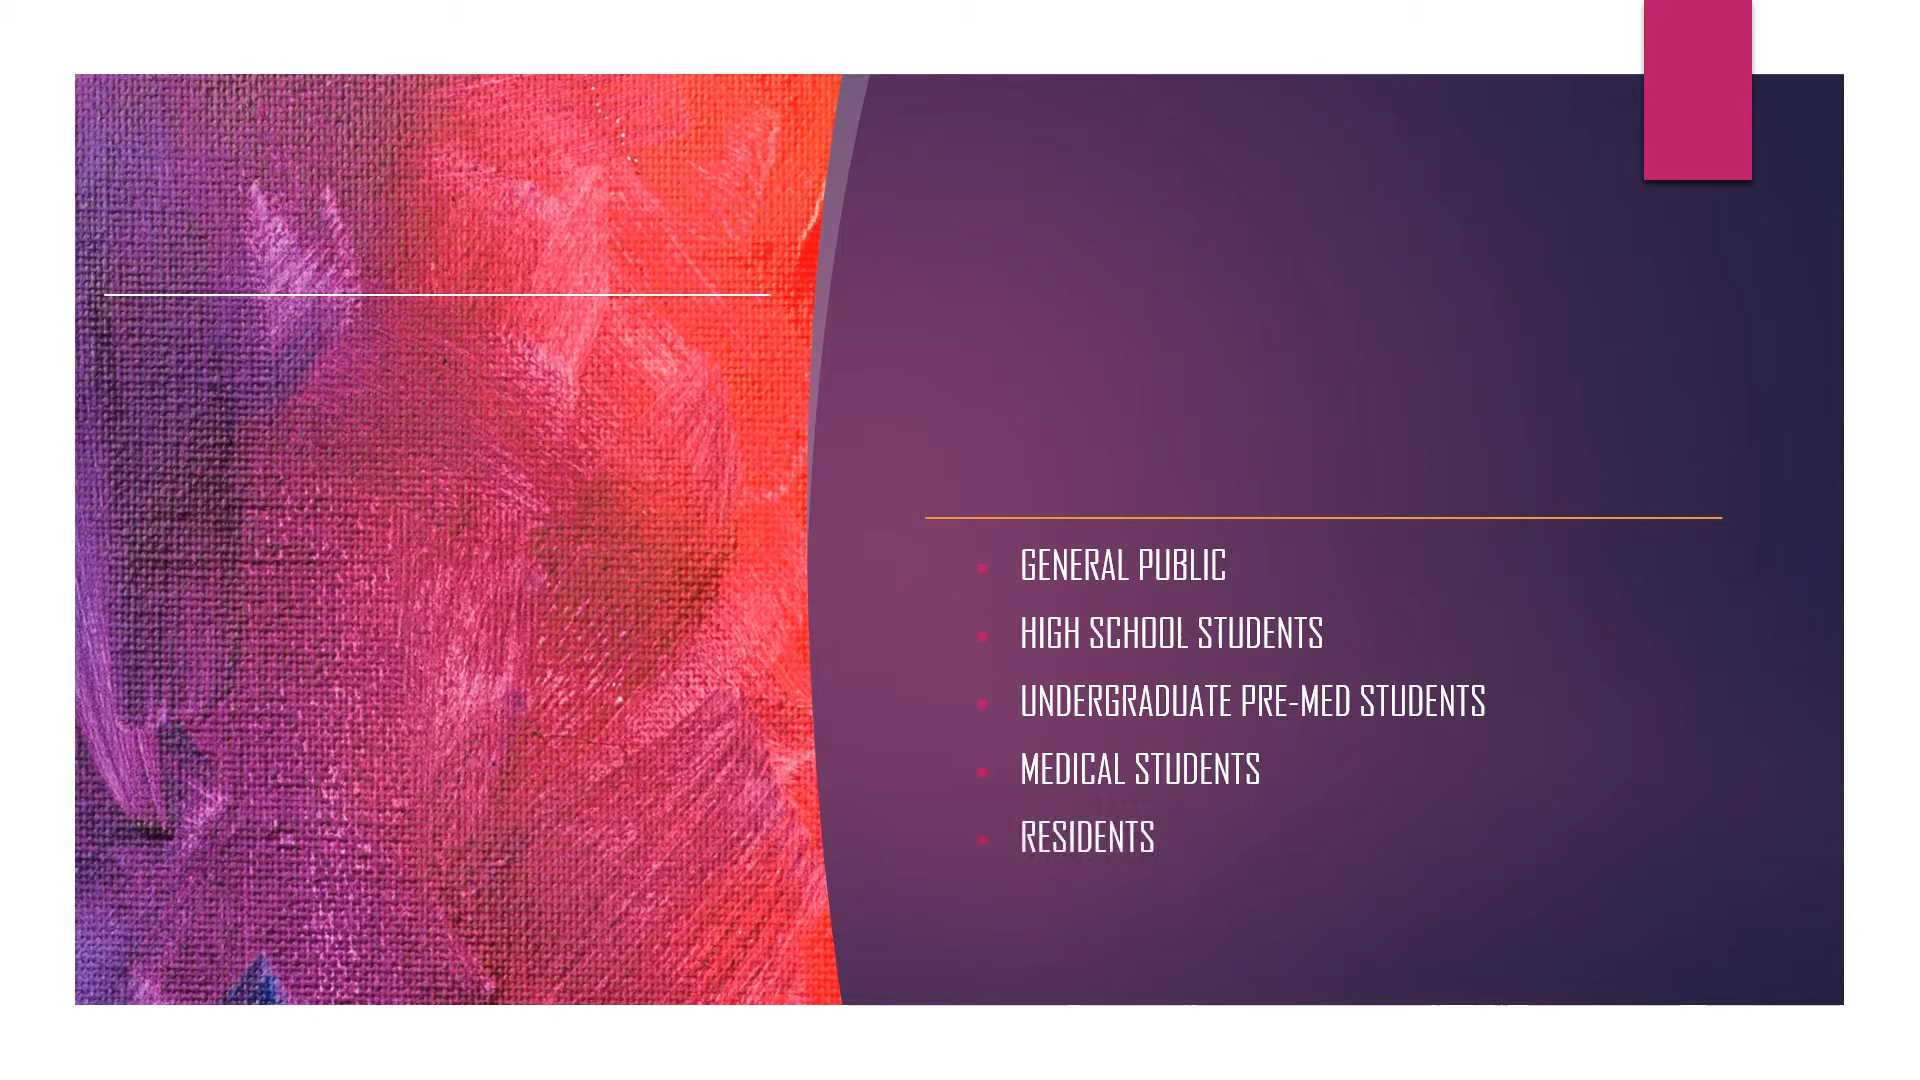 GENERAL PUBLIC
HIGH SCHOOL STUDENTS
UNDERGRADUATE PRE-MED STUDENTS
MEDICAL STUDENTS
RESIDENTS